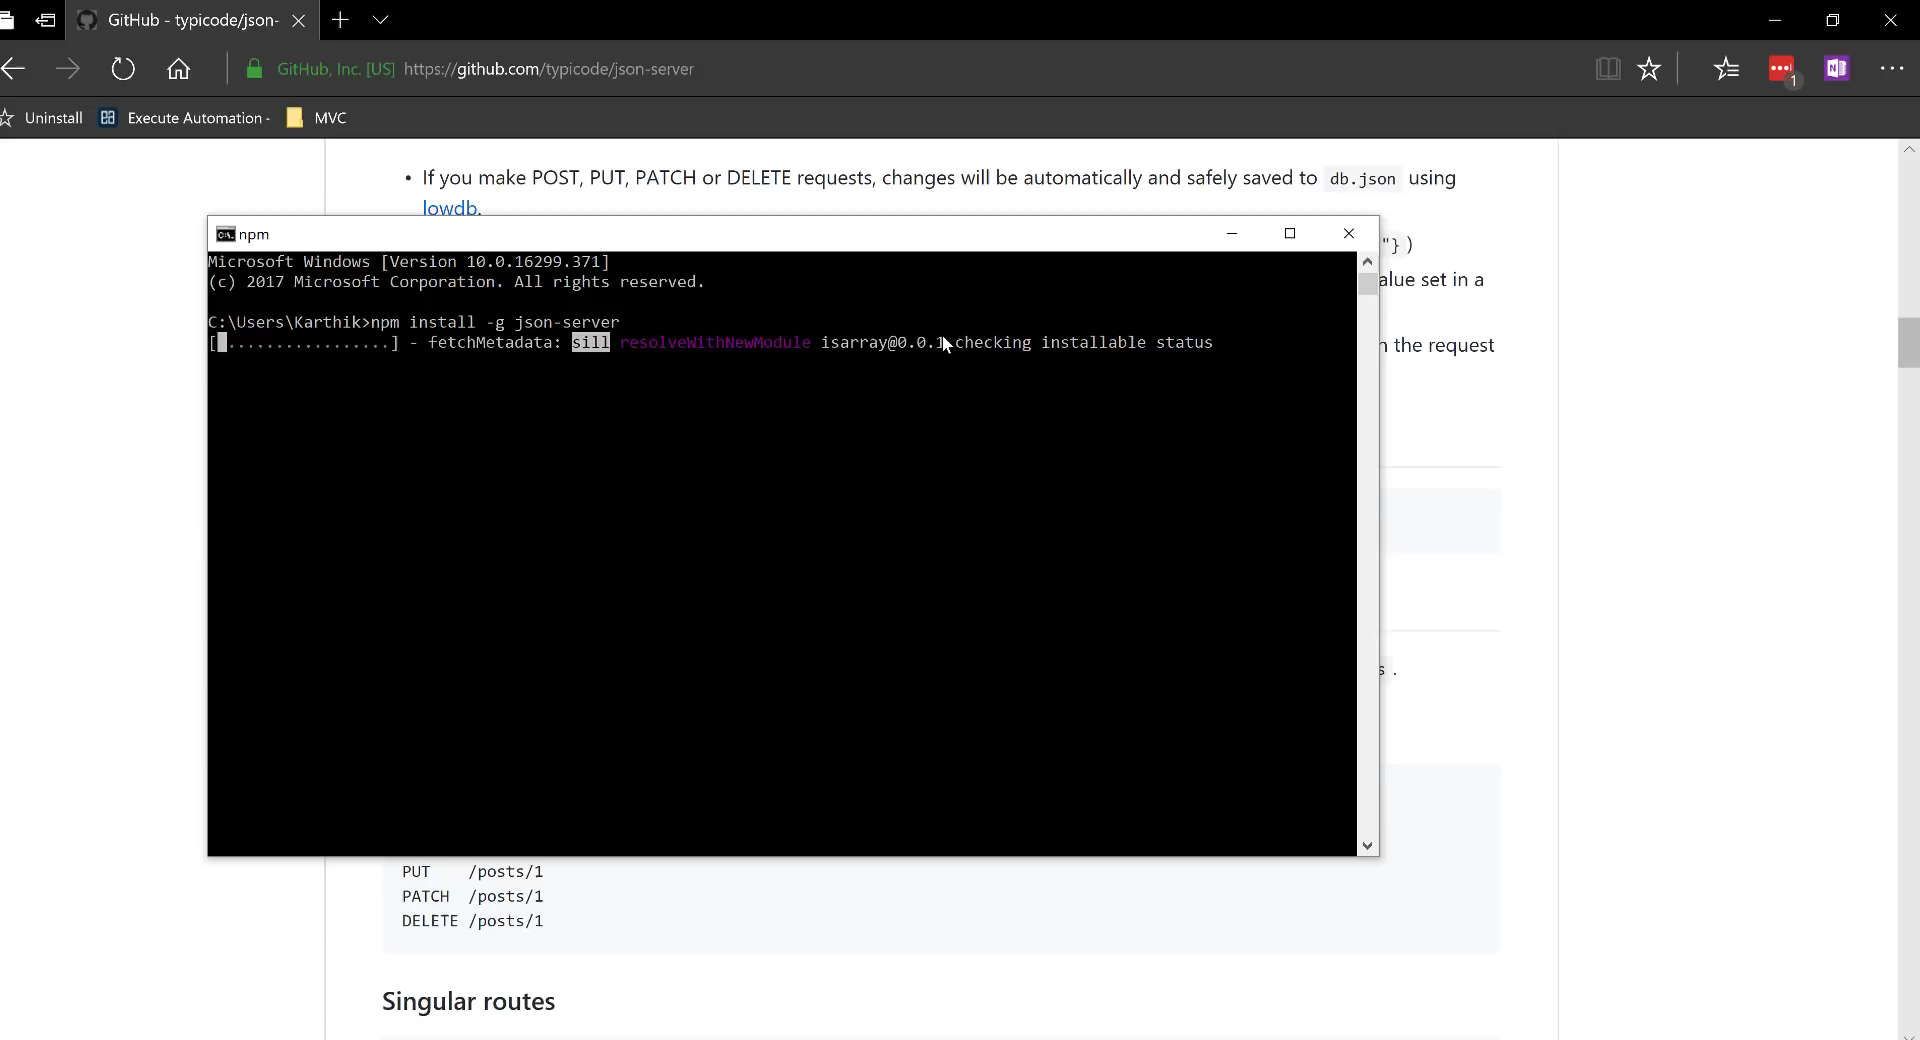 GitHub - typicode/json-
GitHub, Inc. [US] https://github.com/typicode/json-server
1
Uninstall Execute Automation - MVC
• If you make POST, PUT, PATCH or DELETE requests, changes will be automatically and safely saved to db.json using
lowdb.
npm
"})
Microsoft Windows [Version 10.0.16299.371]
(c) 2017 Microsoft Corporation. All rights reserved.
alue set in a
C:\Users\Karthik>npm install -g json-server
[................] - fetchMetadata: sill resolveWithNewModule isarray@0.0.1 checking installable status
n the request
s .
PUT /posts/1
PATCH /posts/1
DELETE /posts/1
Singular routes